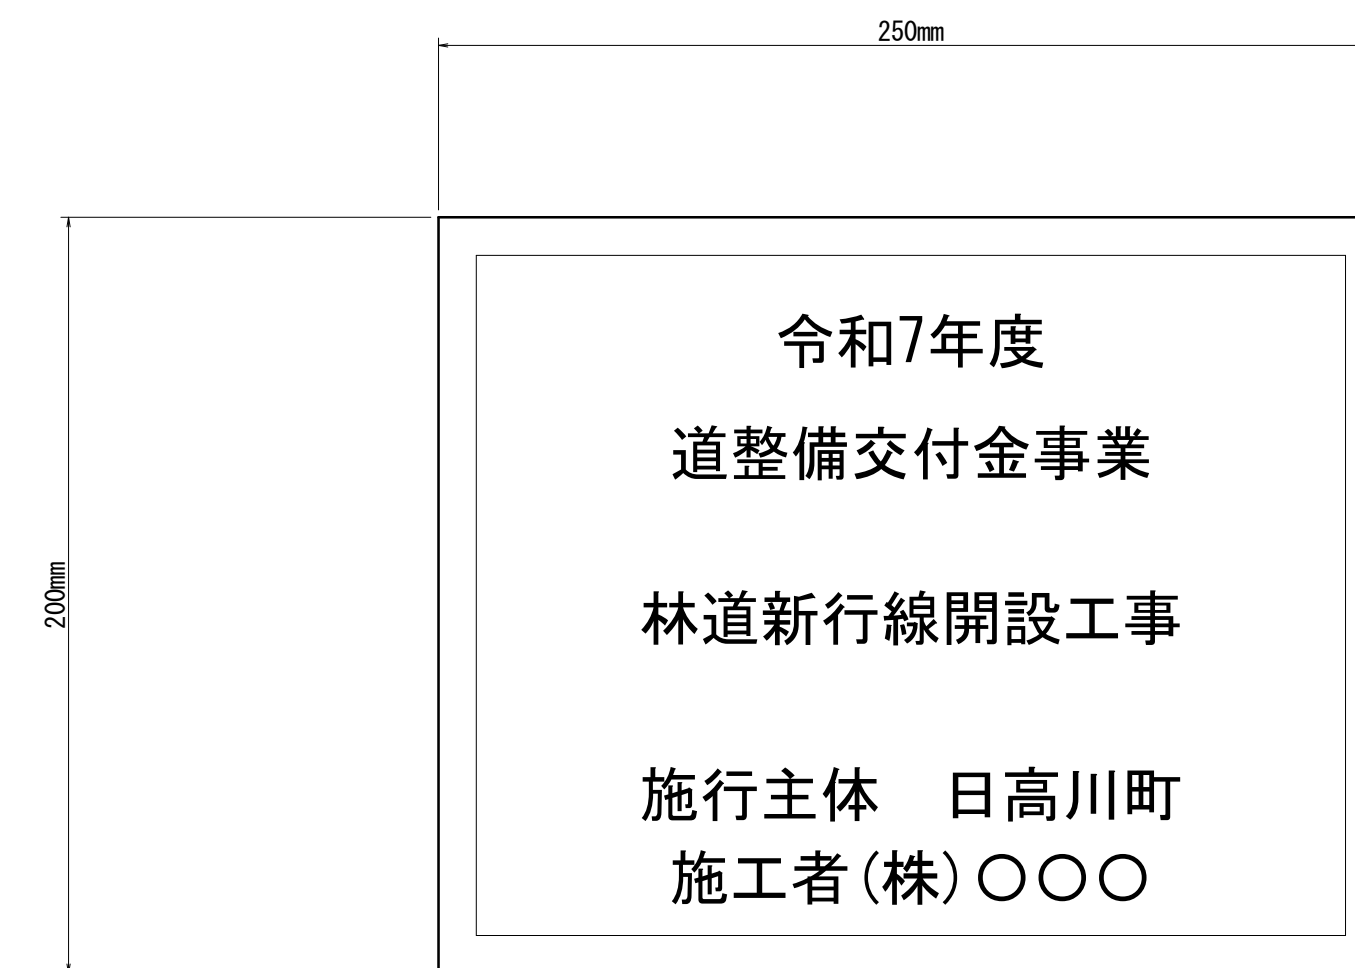 250mm
200mm
令和7年度
道整備交付金事業
林道新行線開設工事
施行主体　日高川町
施工者(株)〇〇〇